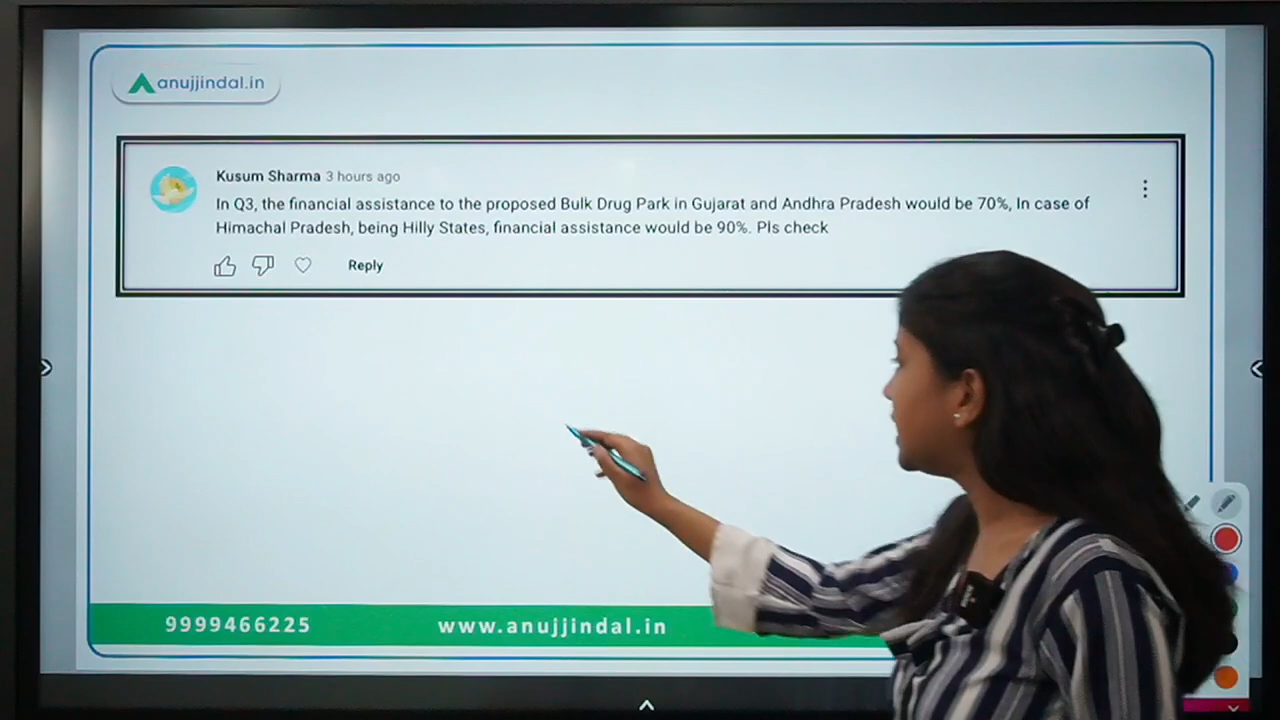 anujjindal.in
Kusum Sharma 3 hours ago
In Q3, the financial assistance to the proposed Bulk Drug Park in Gujarat and Andhra Pradesh would be 70%, In case of
Himachal Pradesh, being Hilly States, financial assistance would be 90%. Pls check
Reply
9999466225 www.anujjindal.in